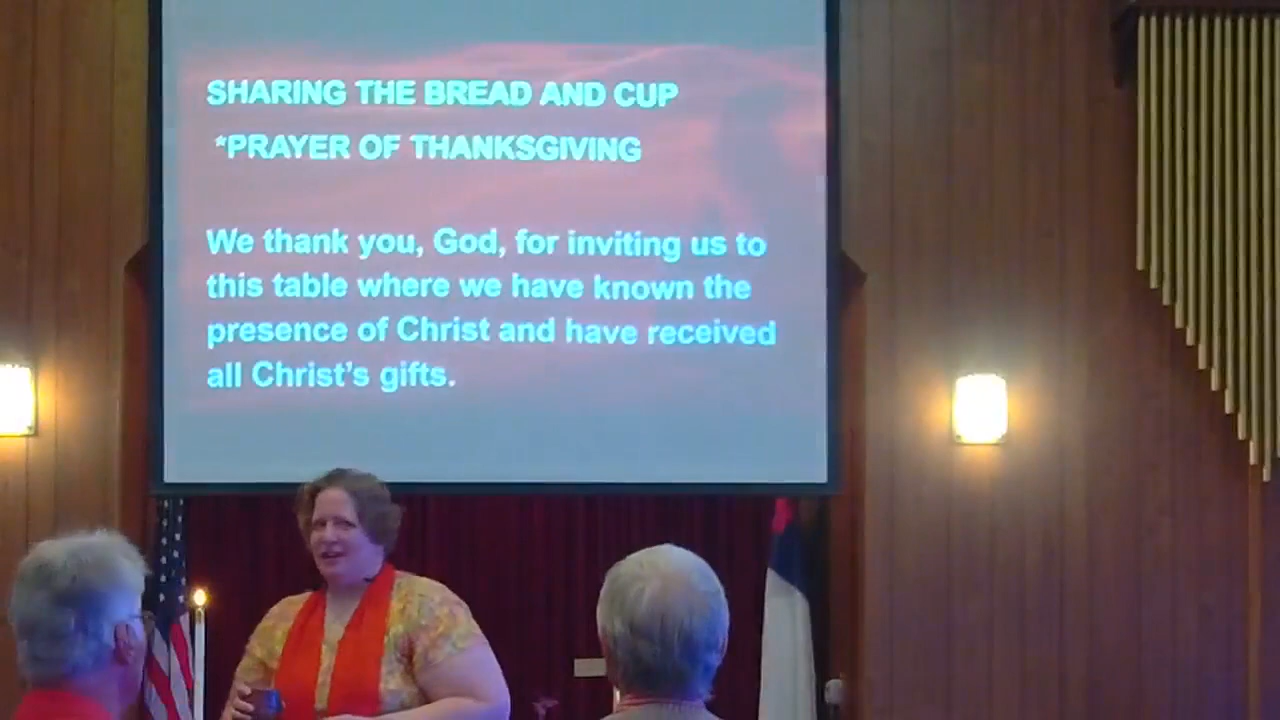 SHARING THE BREAD AND CUP
*PRAYER OF THANKSGIVING
We thank you, God, for inviting us to
this table where we have known the
presence of Christ and have received
all Christ's gifts.